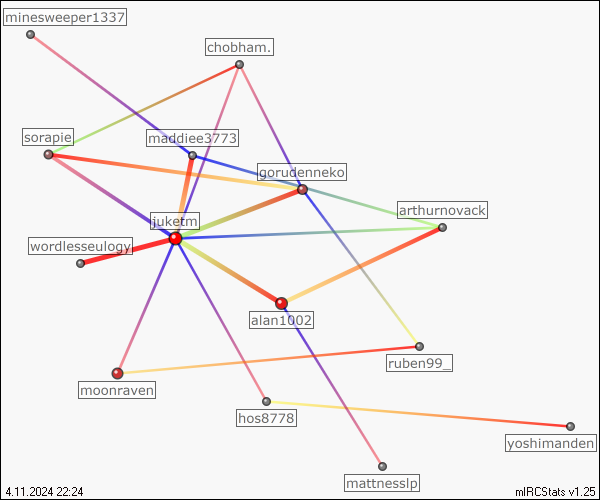 minesweeper1337
chobham.
sorapie
maddiee3773
gorudenneko
arthurnovack
juketm
wordlesseulogy
alan1002
ruben99_
moonraven
hos8778
yoshimanden
mattnesslp
4.11.2024 22:24
mIRCStats v1.25